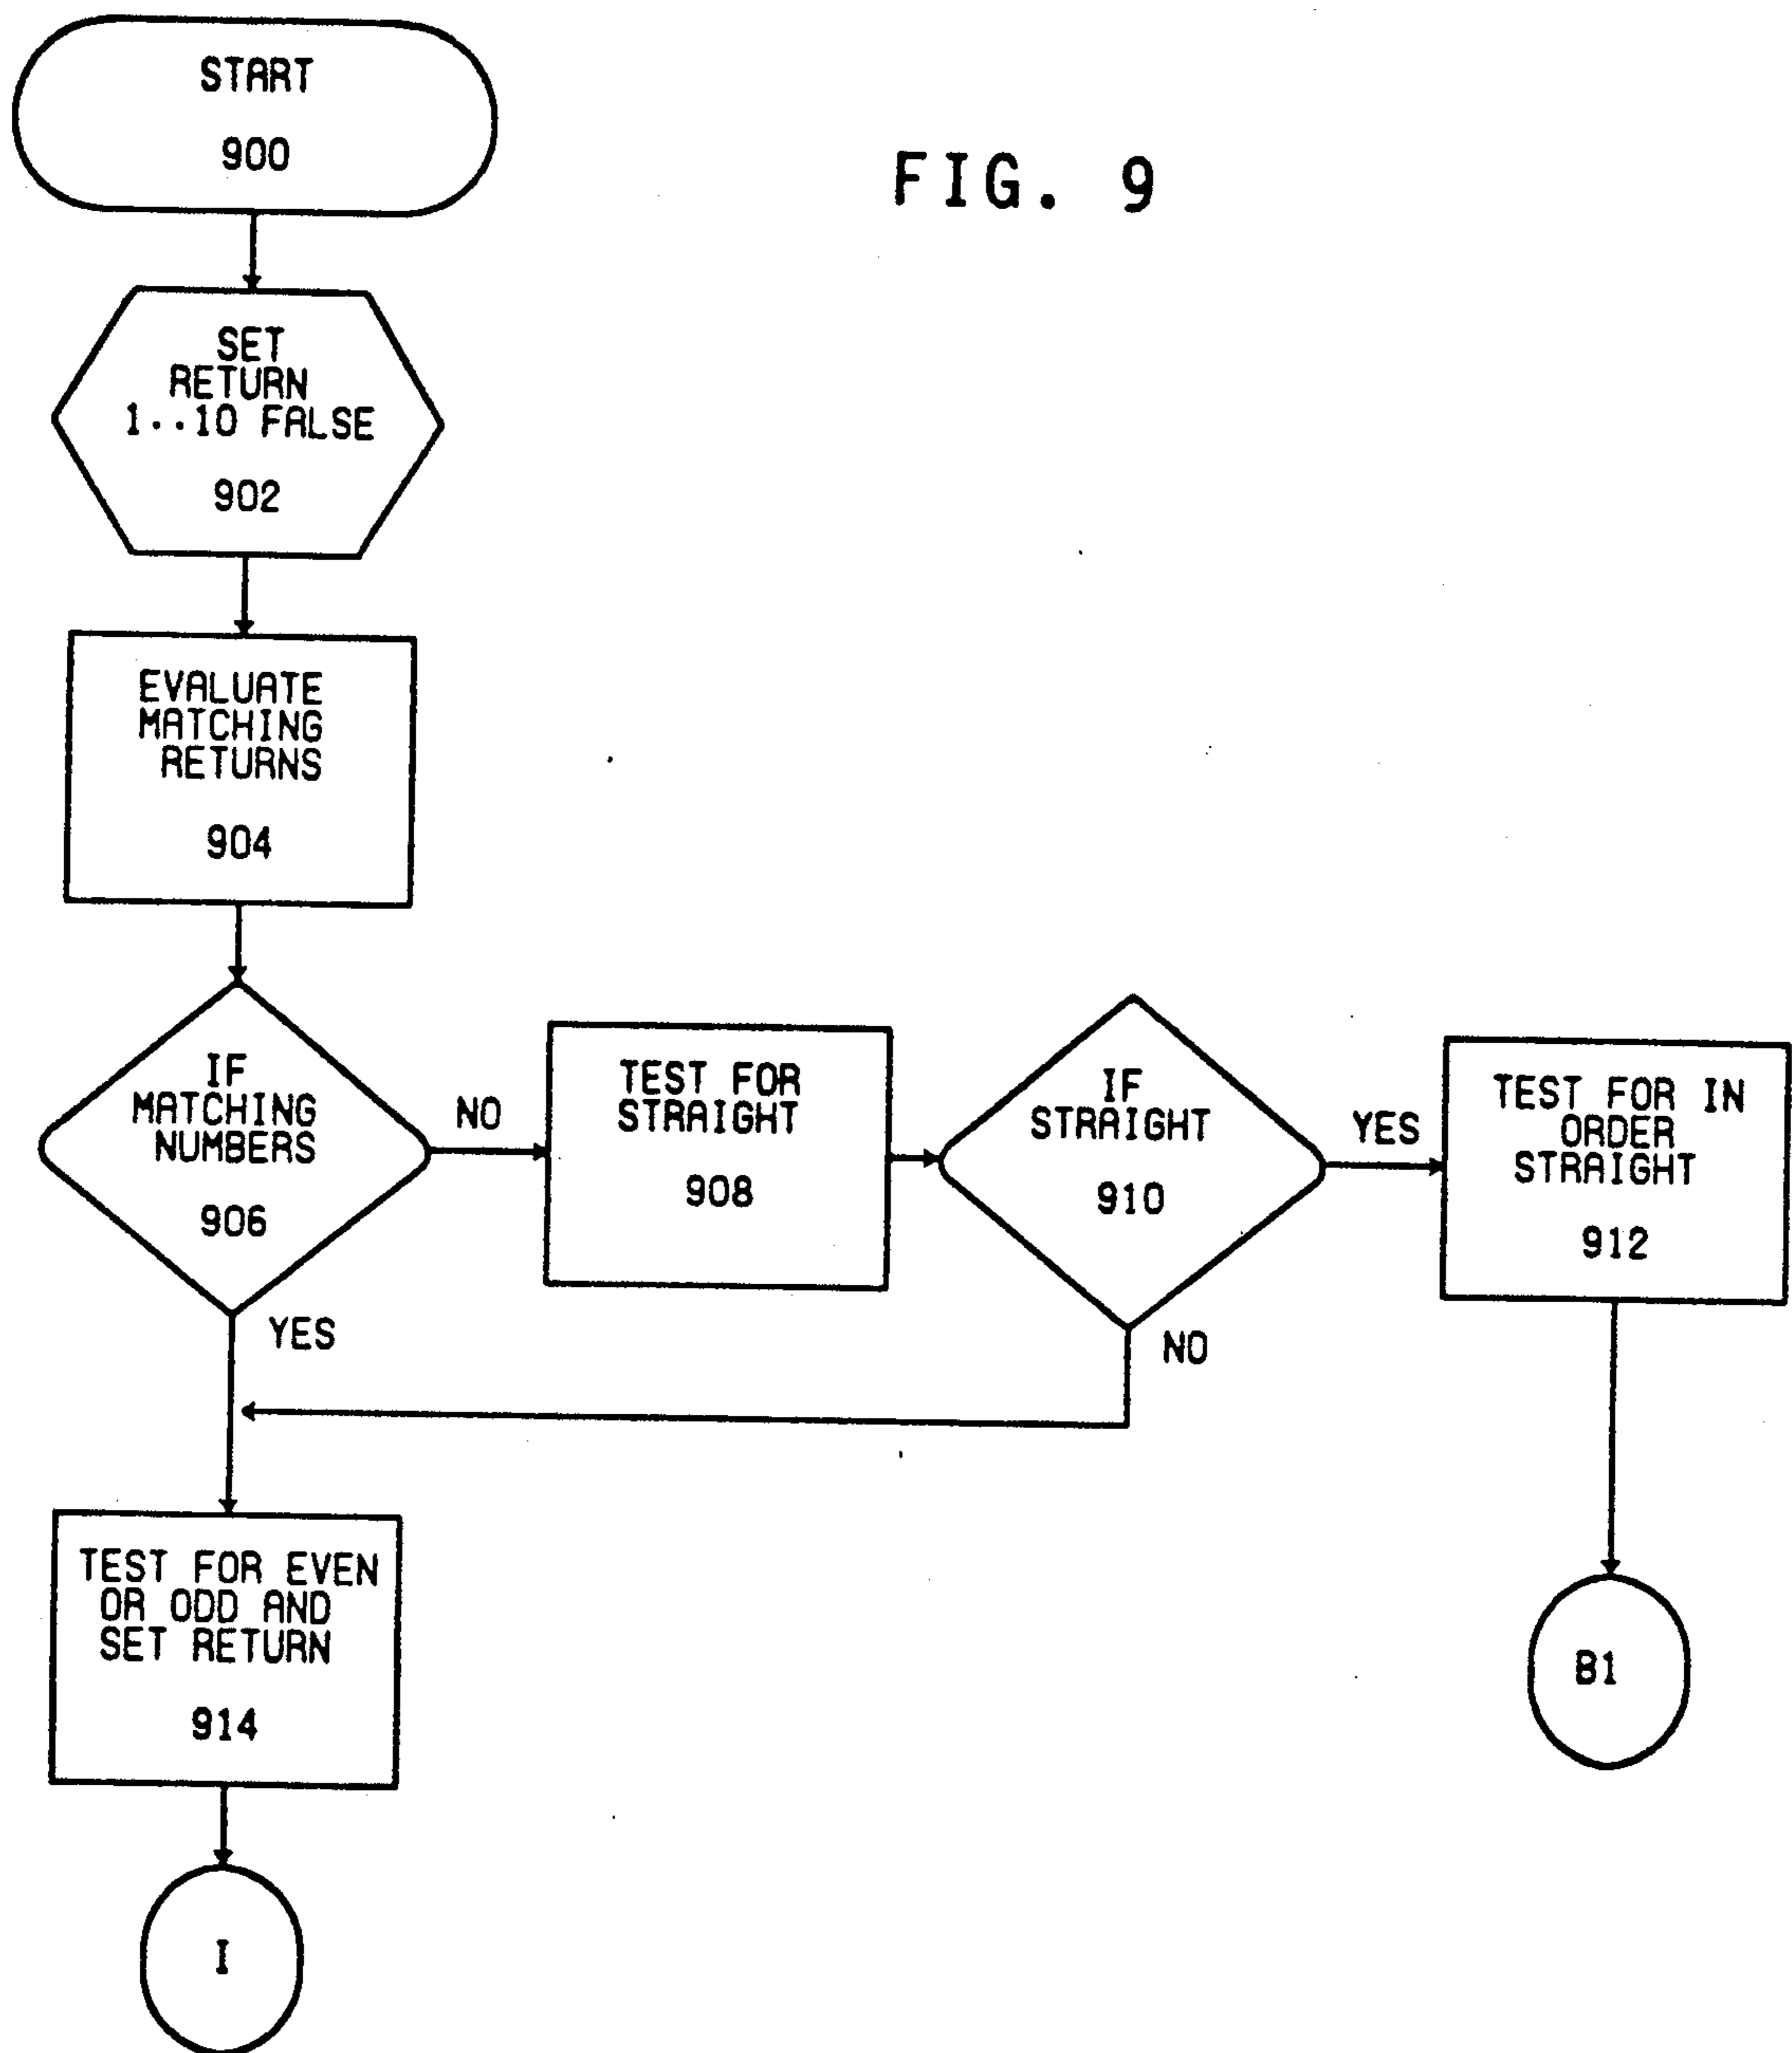 START
900
FIG. 9
SET
RETURN
1..10 FALSE
902
EVALUATE
MATCHING
RETURNS
904
IF
MATCHING
NUMBERS
906
NO
TEST FOR
STRAIGHT
908
IF
STRAIGHT
910
YES
TEST FOR IN
ORDER
STRAIGHT
912
YES
NO
TEST FOR EVEN
OR ODD AND
SET RETURN
914
B1
I